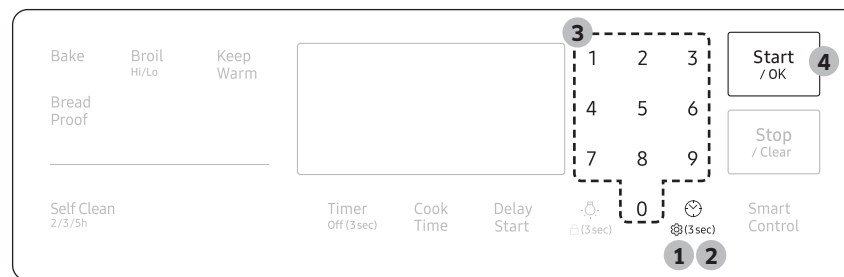 Bake Broil Keep
Hi/Lo Warm
Bread
Proof
Self Clean
2/3/5h
Timer Cook Delay
Off (3 sec) Time Start
3
1 2 3
4 5 6
7 8 9
0
(3 sec)
(3 sec)
1 2
Start
/ OK
4
Stop
/ Clear
Smart
Control